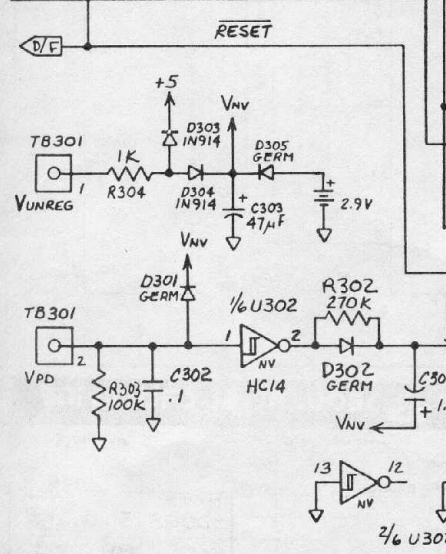 RESET
D/F
+5
VNV
D303
1N914
D305
GERM
TB301
1K
1
R304
D304
1N914
+
C303
47µF
+
2.9V
VUNREG
VNV
D301
GERM
1/6 U302
R302
270K
TB301
1
2
NV
HC14
D302
GERM
2
VPD
R303
100K
C302
.1
+
VNV
13
12
NV
2/6